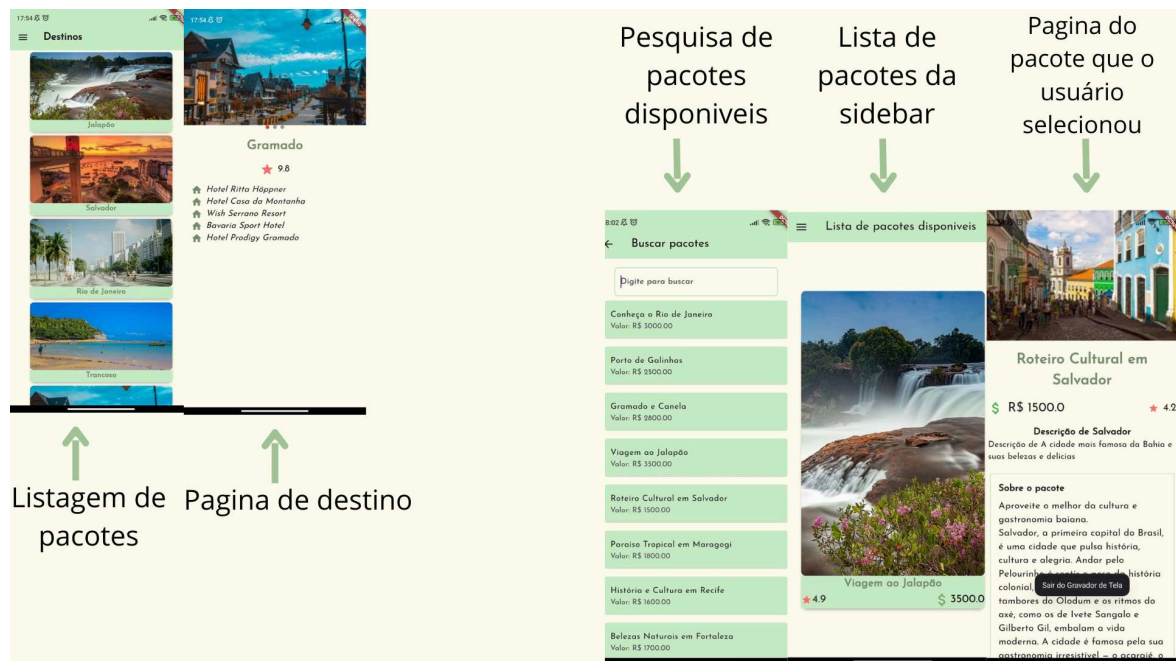 17:54
Destinos
Jalapão
Salvador
Rio de Janeiro
Trancoso
17:54
Gramado
9.8
Hotel Ritta Höppner
Hotel Casa da Montanha
Wish Serrano Resort
Bavaria Sport Hotel
Hotel Prodigy Gramado
Listagem de
pacotes
Pagina de destino
Pesquisa de
pacotes
disponiveis
Lista de
pacotes da
sidebar
Pagina do
pacote que o
usuário
selecionou
8:02
Buscar pacotes
Digite para buscar
Conheça o Rio de Janeiro
Valor: R$ 3000.00
Porto de Galinhas
Valor: R$ 2500.00
Gramado e Canela
Valor: R$ 2800.00
Viagem ao Jalapão
Valor: R$ 3500.00
Roteiro Cultural em Salvador
Valor: R$ 1500.00
Paraíso Tropical em Maragogi
Valor: R$ 1800.00
História e Cultura em Recife
Valor: R$ 1600.00
Belezas Naturais em Fortaleza
Valor: R$ 1700.00
Lista de pacotes disponiveis
Viagem ao Jalapão
4.9
$ 3500.0
Roteiro Cultural em
Salvador
$ R$ 1500.0
4.2
Descrição de Salvador
Descrição de A cidade mais famosa da Bahia e
suas belezas e delícias
Sobre o pacote
Aproveite o melhor da cultura e
gastronomia baiana.
Salvador, a primeira capital do Brasil,
é uma cidade que pulsa história,
cultura e alegria. Andar pelo
Pelourinho história
colonial,
Sair do Gravador de Tela
tambores do Olodum e os ritmos do
axé, como os de Ivete Sangalo e
Gilberto Gil, embalam a vida
moderna. A cidade é famosa pela sua
gastronomia irresistível – o acarajé, o